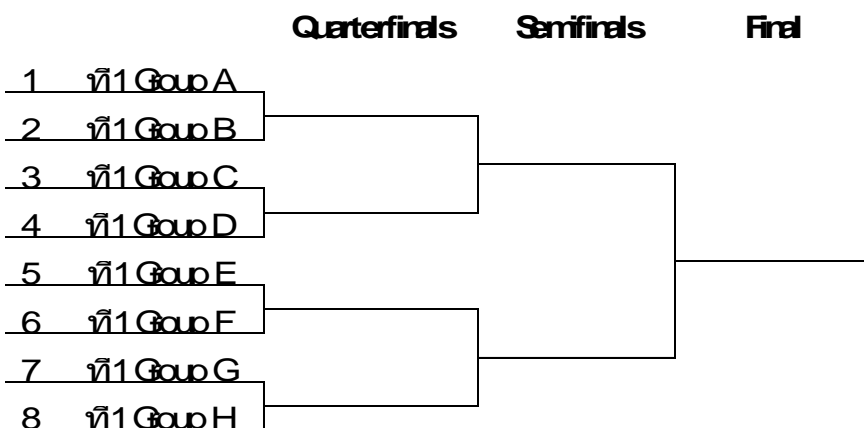 Quarterfinals Semifinals Final
1 ที่1 Group A
2 ที่1 Group B
3 ที่1 Group C
4 ที่1 Group D
5 ที่1 Group E
6 ที่1 Group F
7 ที่1 Group G
8 ที่1 Group H